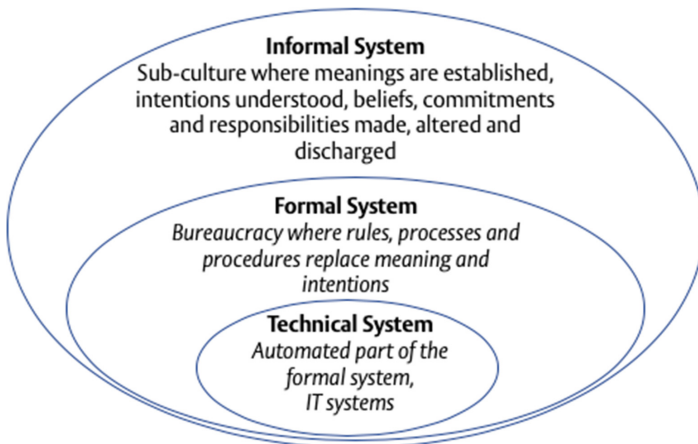 Informal System
Sub-culture where meanings are established,
intentions understood, beliefs, commitments
and responsibilities made, altered and
discharged
Formal System
Bureaucracy where rules, processes and
procedures replace meaning and
intentions
Technical System
Automated part of the
formal system,
IT systems